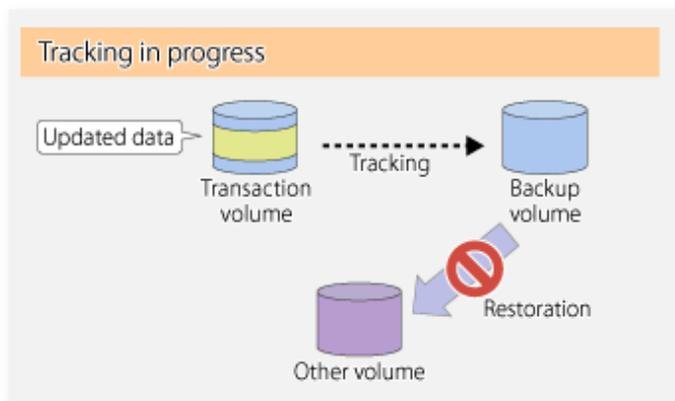 Tracking in progress
Updated data
Tracking
Transaction
volume
Backup
volume
Restoration
Other volume